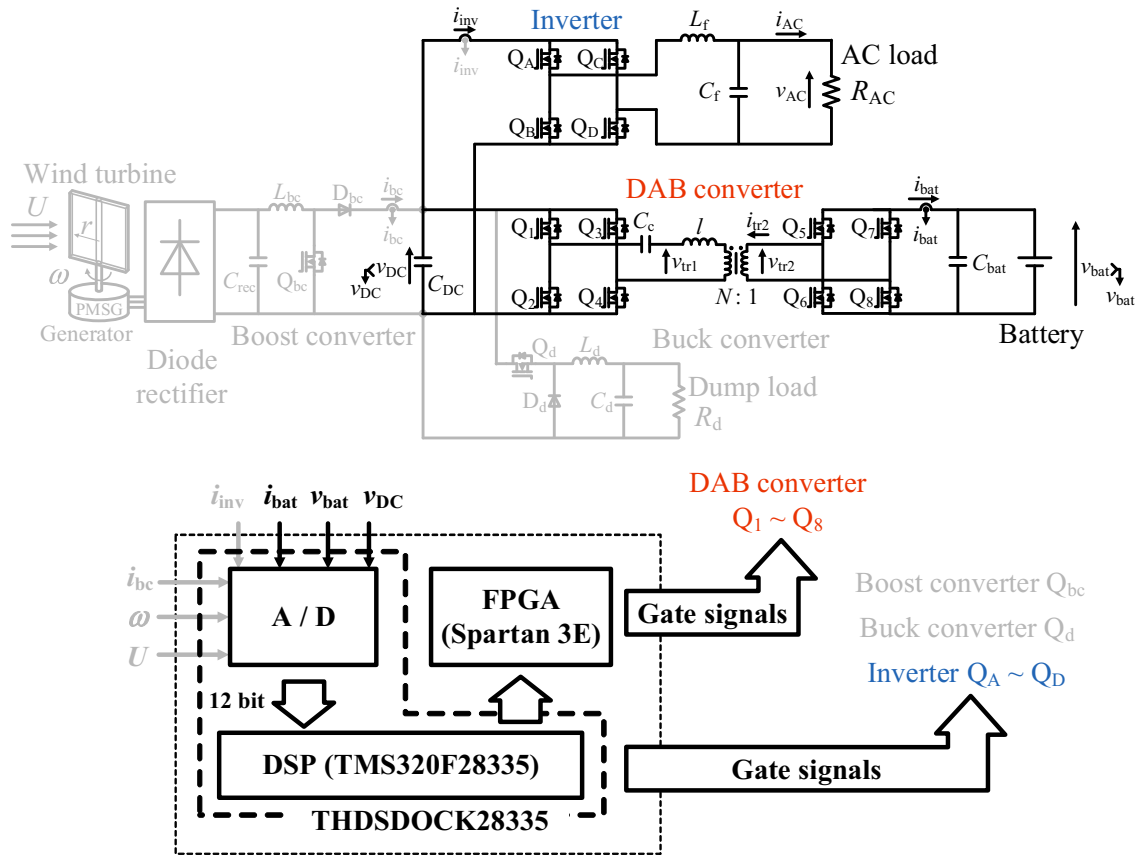 i_inv
Inverter
L_f
i_AC
i_inv
Q_A
Q_C
AC load
C_f
v_AC
R_AC
Q_B
Q_D
Wind turbine
DAB converter
U
r
L_bc
D_bc
i_bc
i_bc
Q_1
Q_3
C_c
l
i_tr2
Q_5
Q_7
i_bat
i_bat
ω
C_rec
Q_bc
v_DC
v_DC
C_DC
v_tr1
v_tr2
C_bat
v_bat
v_bat
PMSG
Q_2
Q_4
N: 1
Q_6
Q_8
Generator
Boost converter
Buck converter
Battery
Diode
rectifier
Q_d
L_d
Dump load
D_d
C_d
R_d
i_inv
i_bat
v_bat
v_DC
DAB converter
Q_1 ~ Q_8
i_bc
ω
U
A / D
FPGA
(Spartan 3E)
Gate signals
Boost converter Q_bc
Buck converter Q_d
Inverter Q_A ~ Q_D
12 bit
DSP (TMS320F28335)
Gate signals
THDSDOCK28335